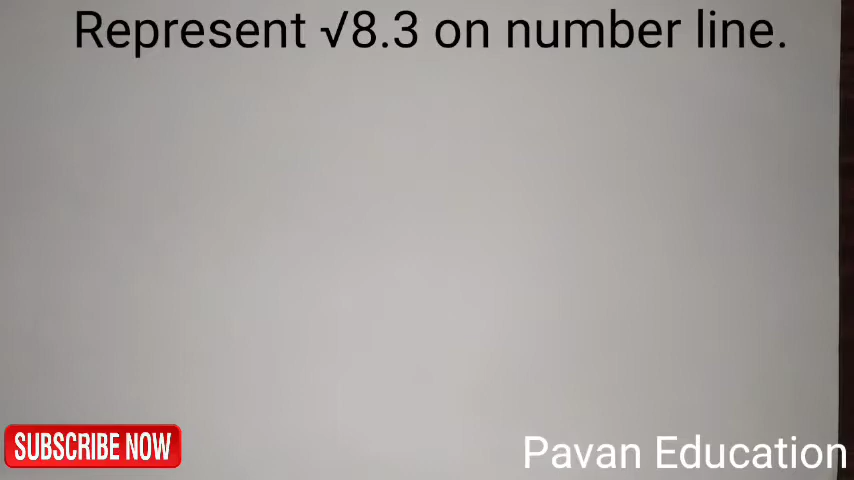 Represent √8.3 on number line.
SUBSCRIBE NOW
Pavan Education